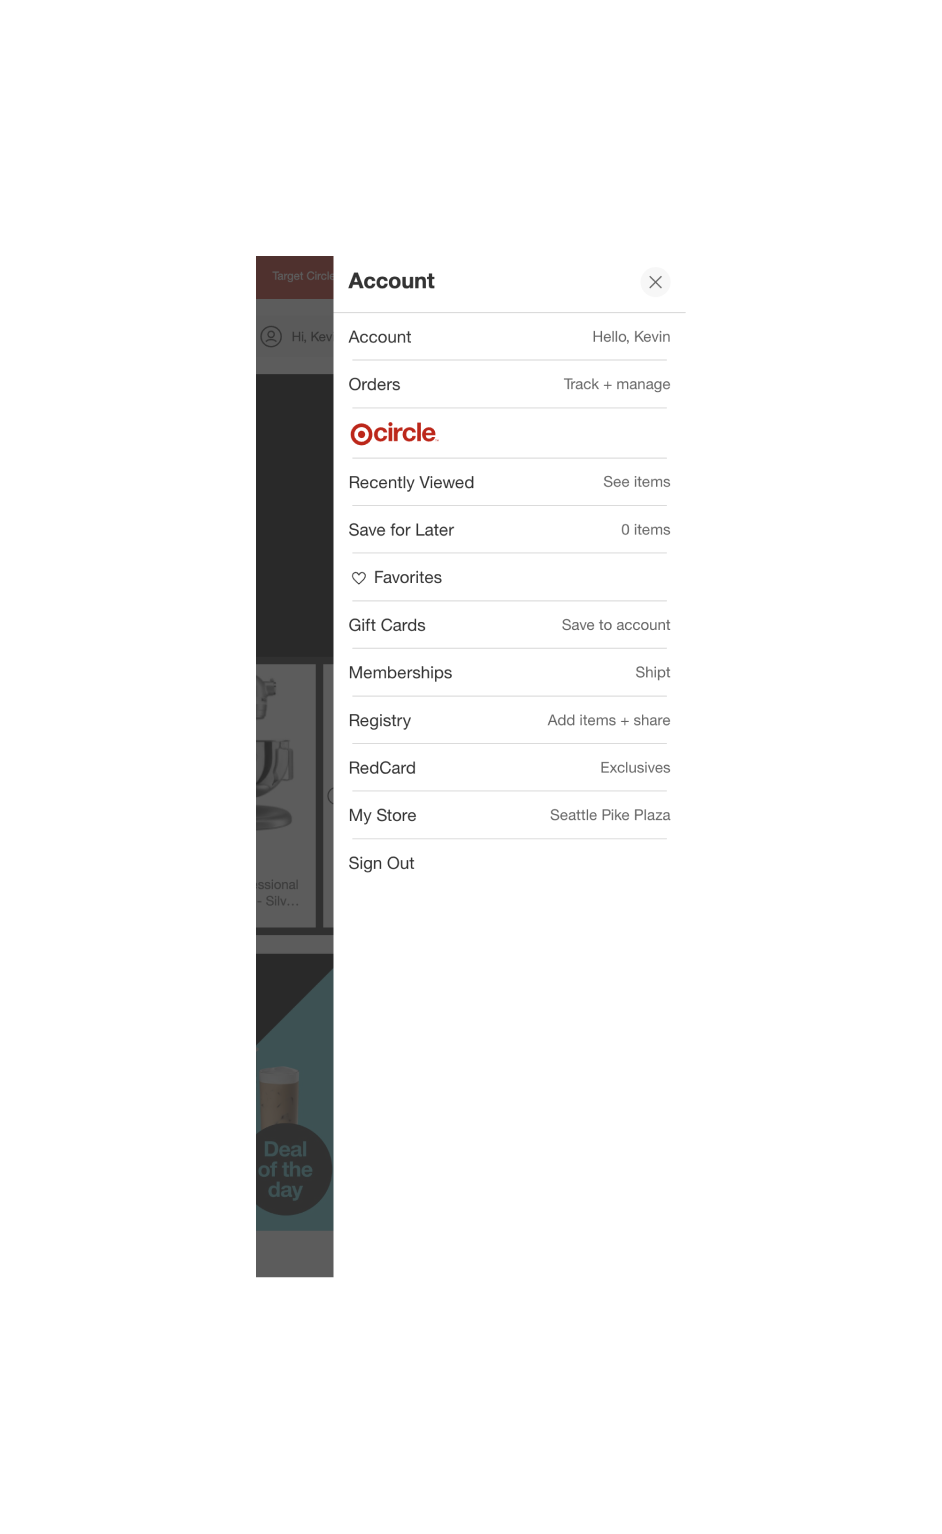 Target Circle
Hi, Kev
Account
Account Hello, Kevin
Orders Track + manage
circle
Recently Viewed See items
Save for Later 0 items
Favorites
Gift Cards Save to account
Memberships Shipt
Registry Add items + share
RedCard Exclusives
My Store Seattle Pike Plaza
Sign Out
essional
- Silv...
Deal
of the
day